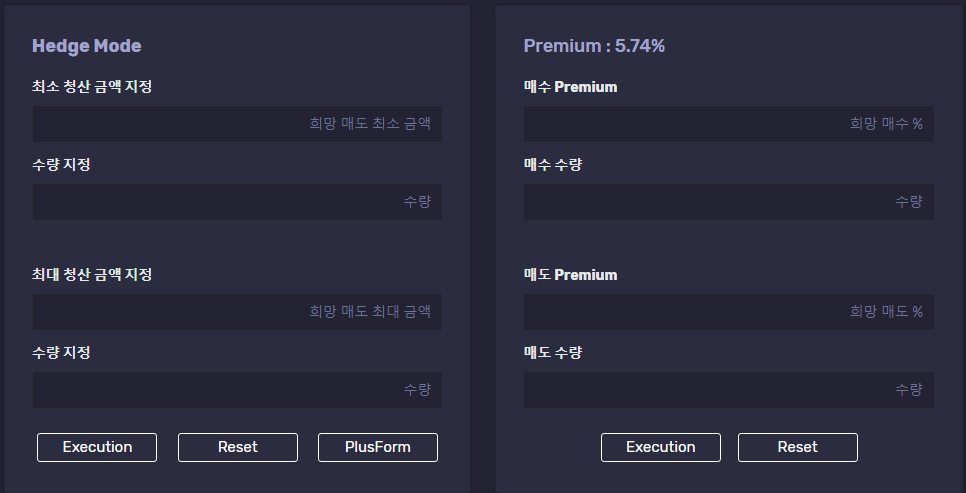 Hedge Mode
최소 청산 금액 지정
희망 매도 최소 금액
수량 지정
수량
최대 청산 금액 지정
희망 매도 최대 금액
수량 지정
수량
Execution Reset PlusForm
Premium : 5.74%
매수 Premium
희망 매수 %
매수 수량
수량
매도 Premium
희망 매도 %
매도 수량
수량
Execution Reset